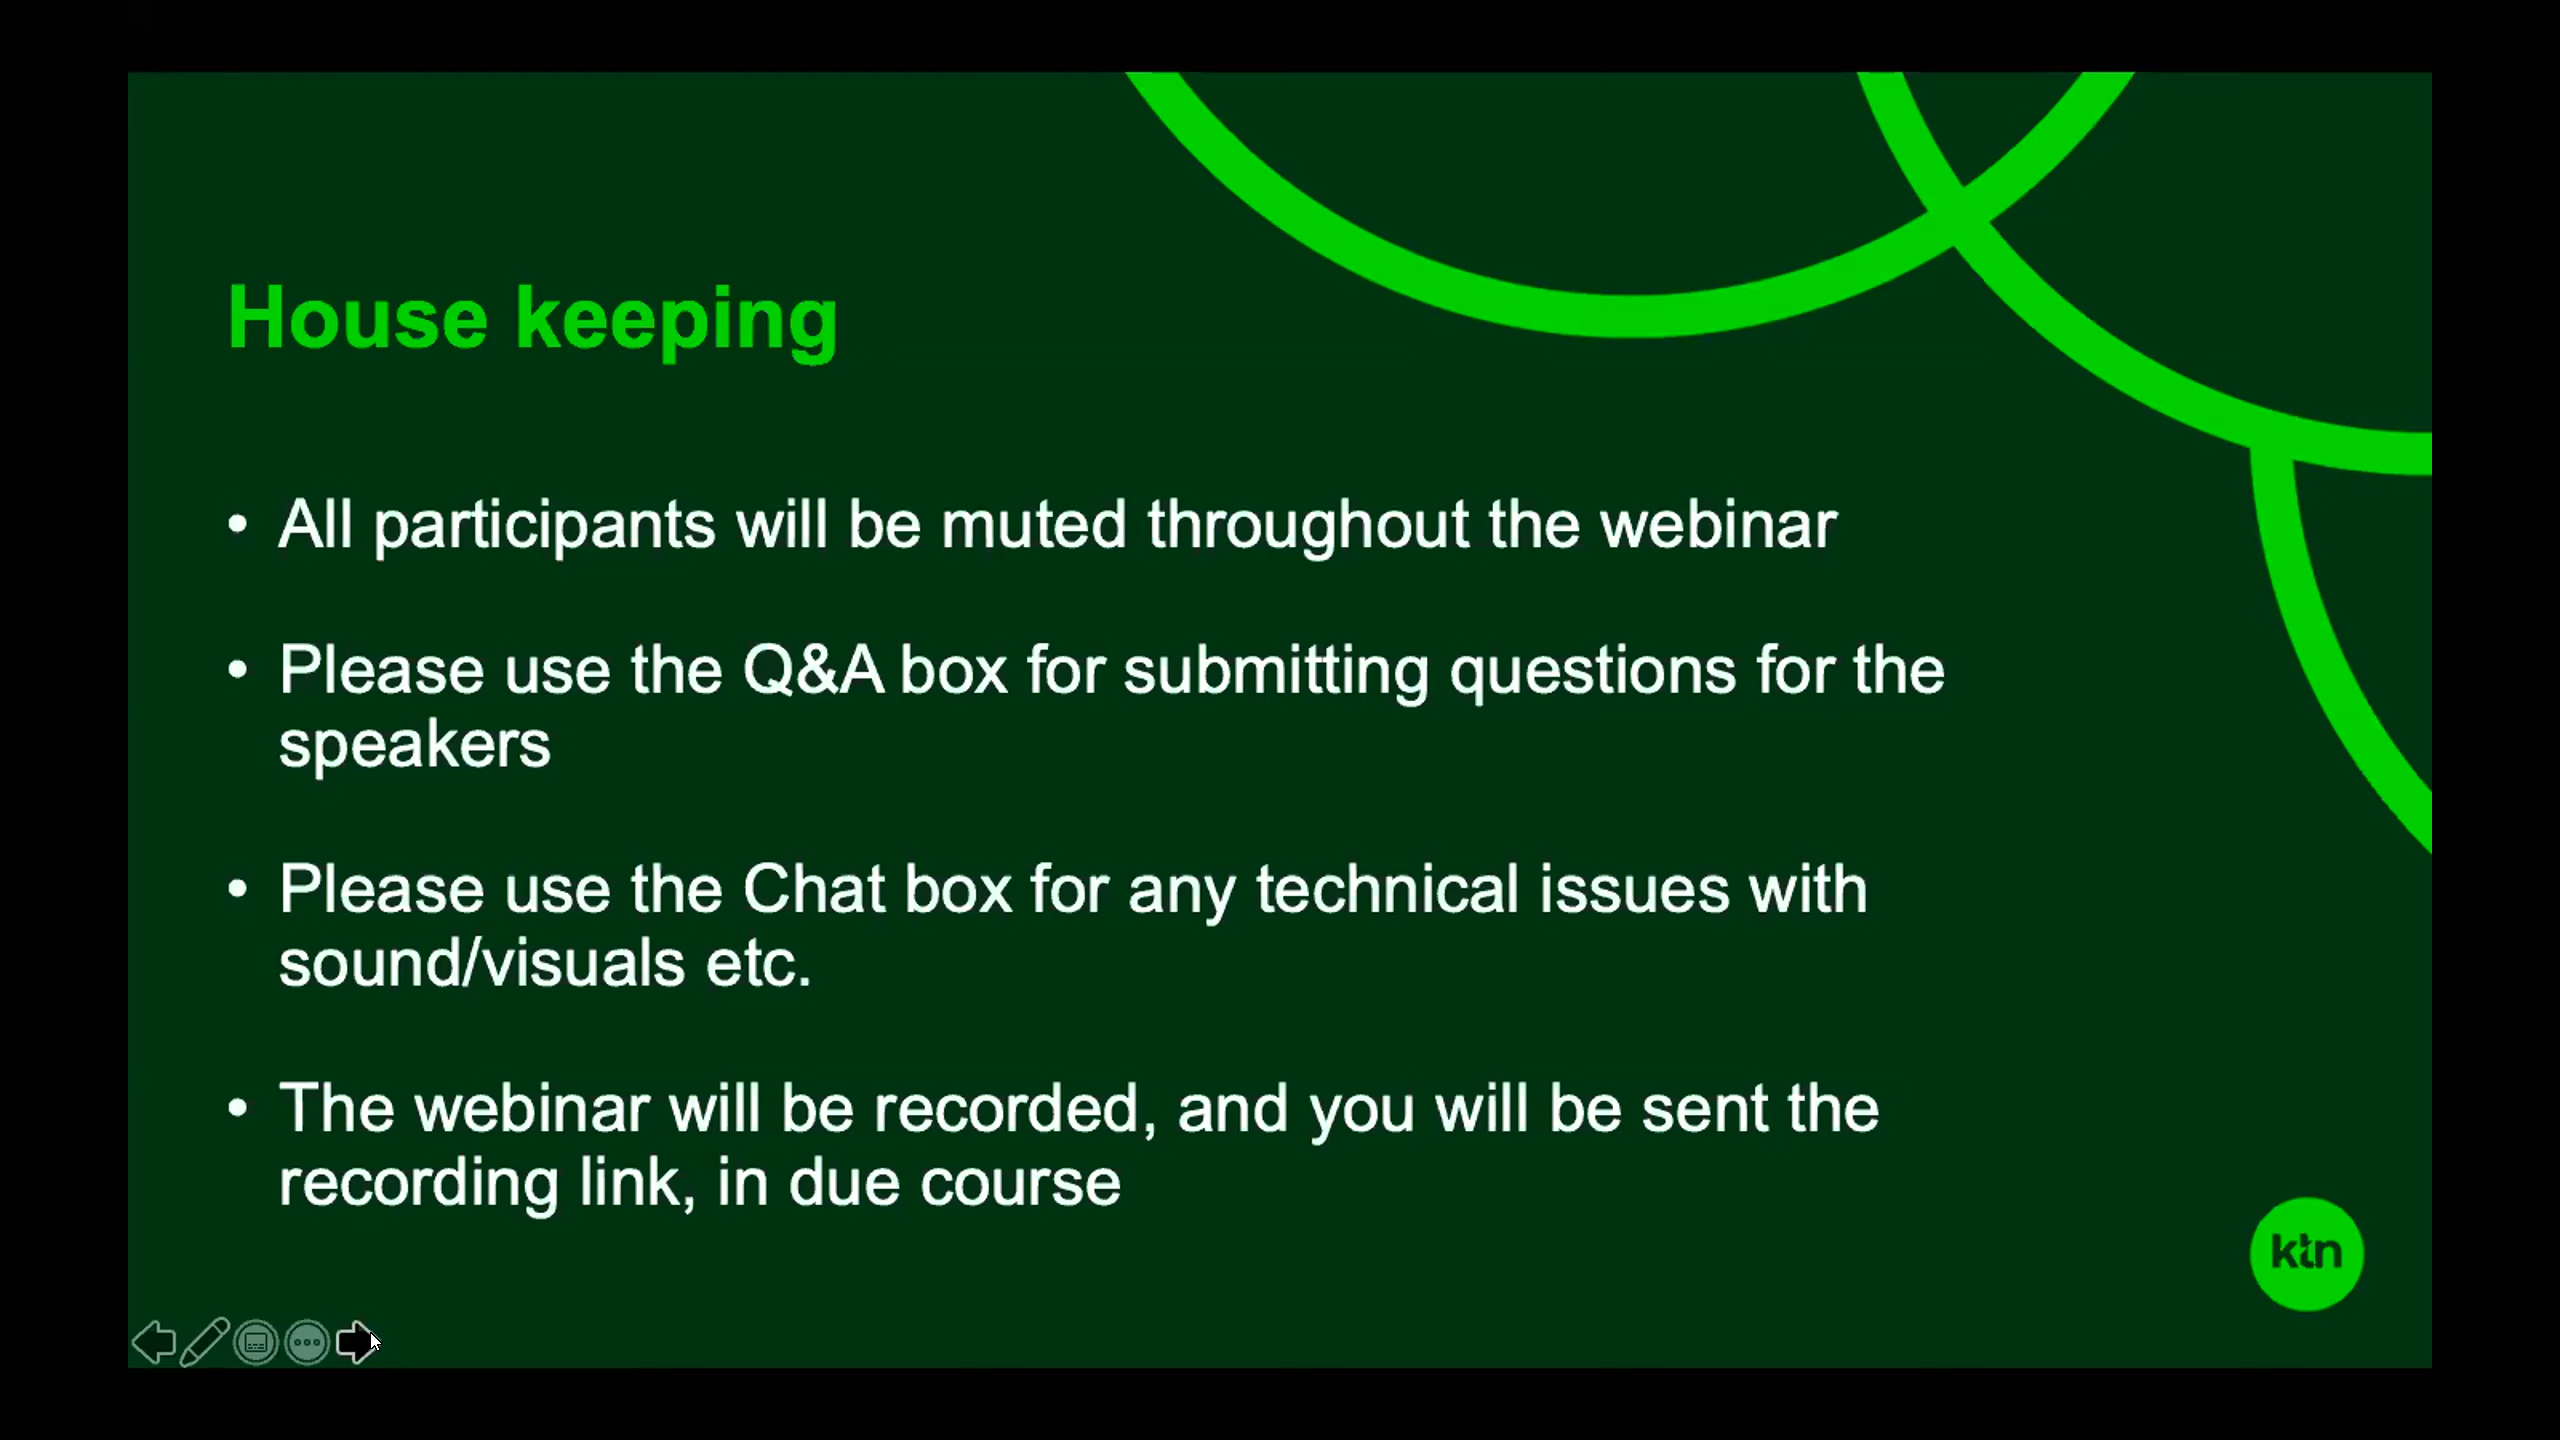 House keeping
• All participants will be muted throughout the webinar
• Please use the Q&A box for submitting questions for the
speakers
• Please use the Chat box for any technical issues with
sound/visuals etc.
• The webinar will be recorded, and you will be sent the
recording link, in due course
ktn